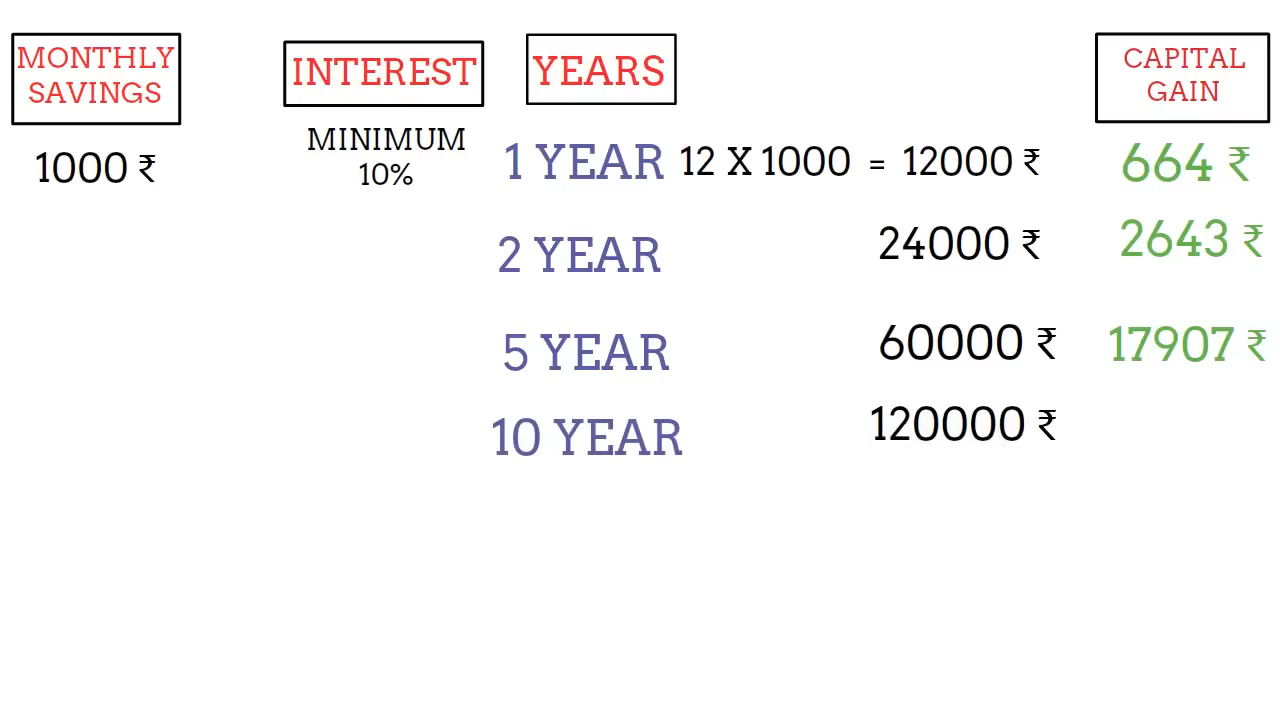 MONTHLY
SAVINGS
INTEREST
YEARS
CAPITAL
GAIN
1000 ₹
MINIMUM
10%
1 YEAR 12 X 1000 = 12000 ₹ 664 ₹
2 YEAR 24000 ₹ 2643 ₹
5 YEAR 60000 ₹ 17907 ₹
10 YEAR 120000 ₹